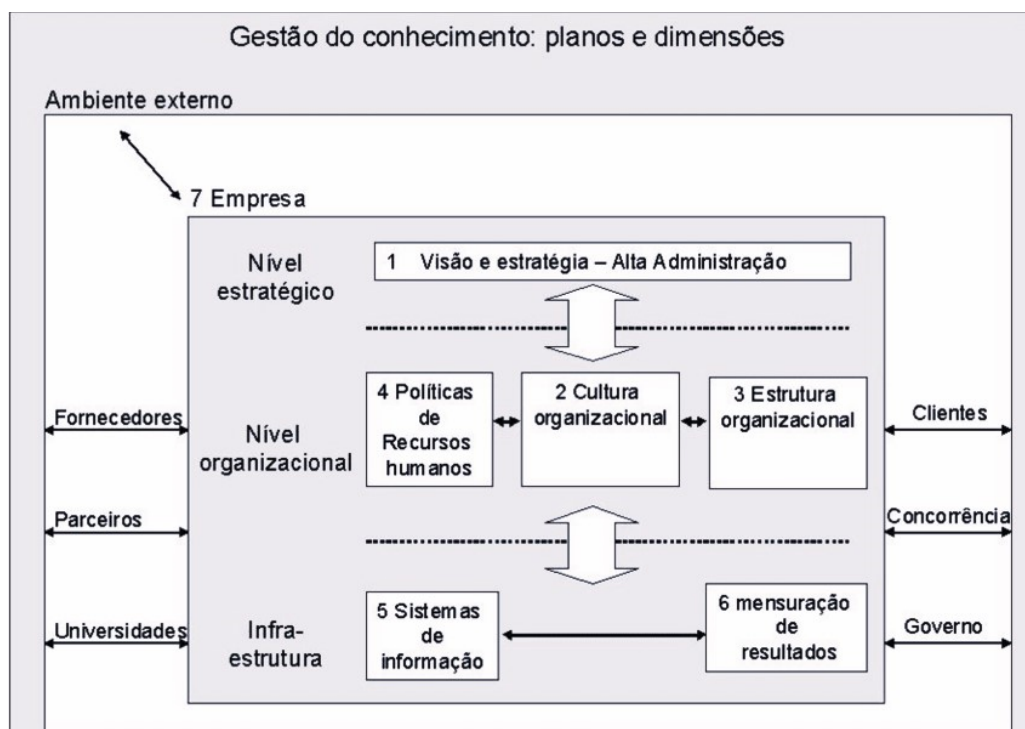 Gestão do conhecimento: planos e dimensões
Ambiente externo
7 Empresa
Nível
estratégico
1 Visão e estratégia – Alta Administração
Fornecedores
Parceiros
Universidades
Nível
organizacional
4 Políticas
de
Recursos
humanos
2 Cultura
organizacional
3 Estrutura
organizacional
Clientes
Concorrência
Governo
Infra-
estrutura
5 Sistemas
de
informação
6 mensuração
de
resultados